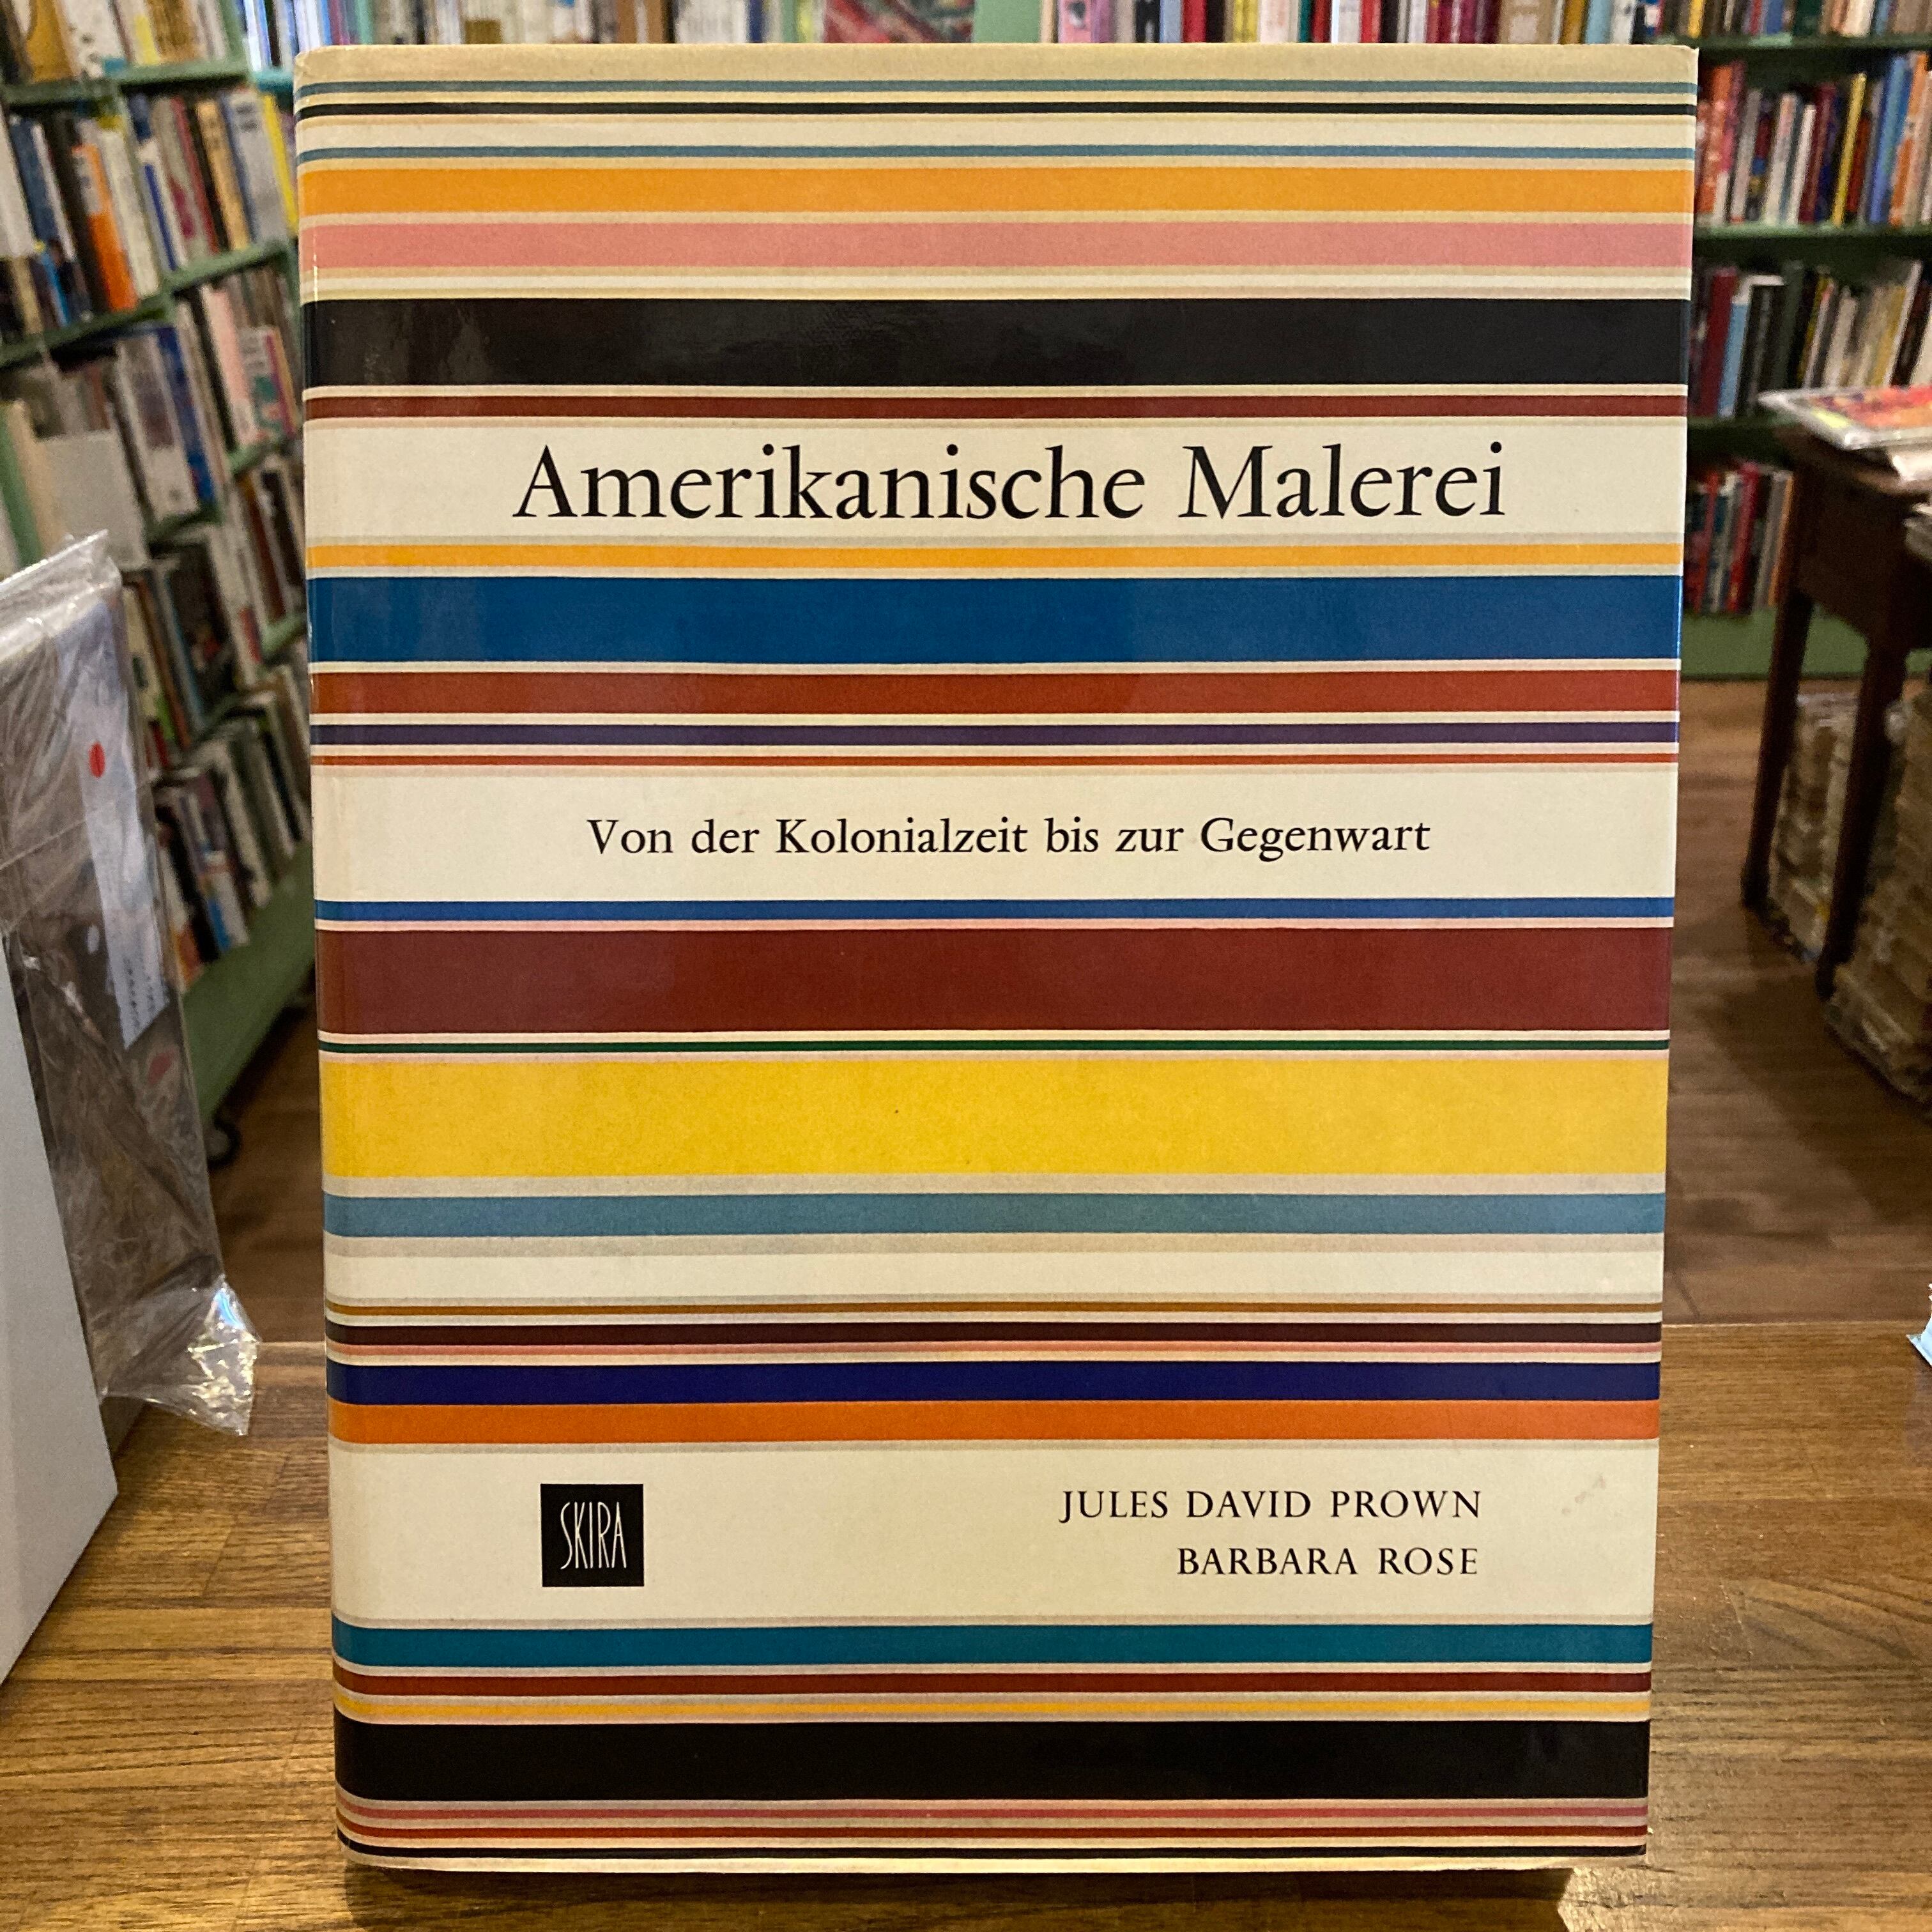 Amerikanische Malerei
Von der Kolonialzeit bis zur Gegenwart
SKIRA
JULES DAVID PROWN
BARBARA ROSE